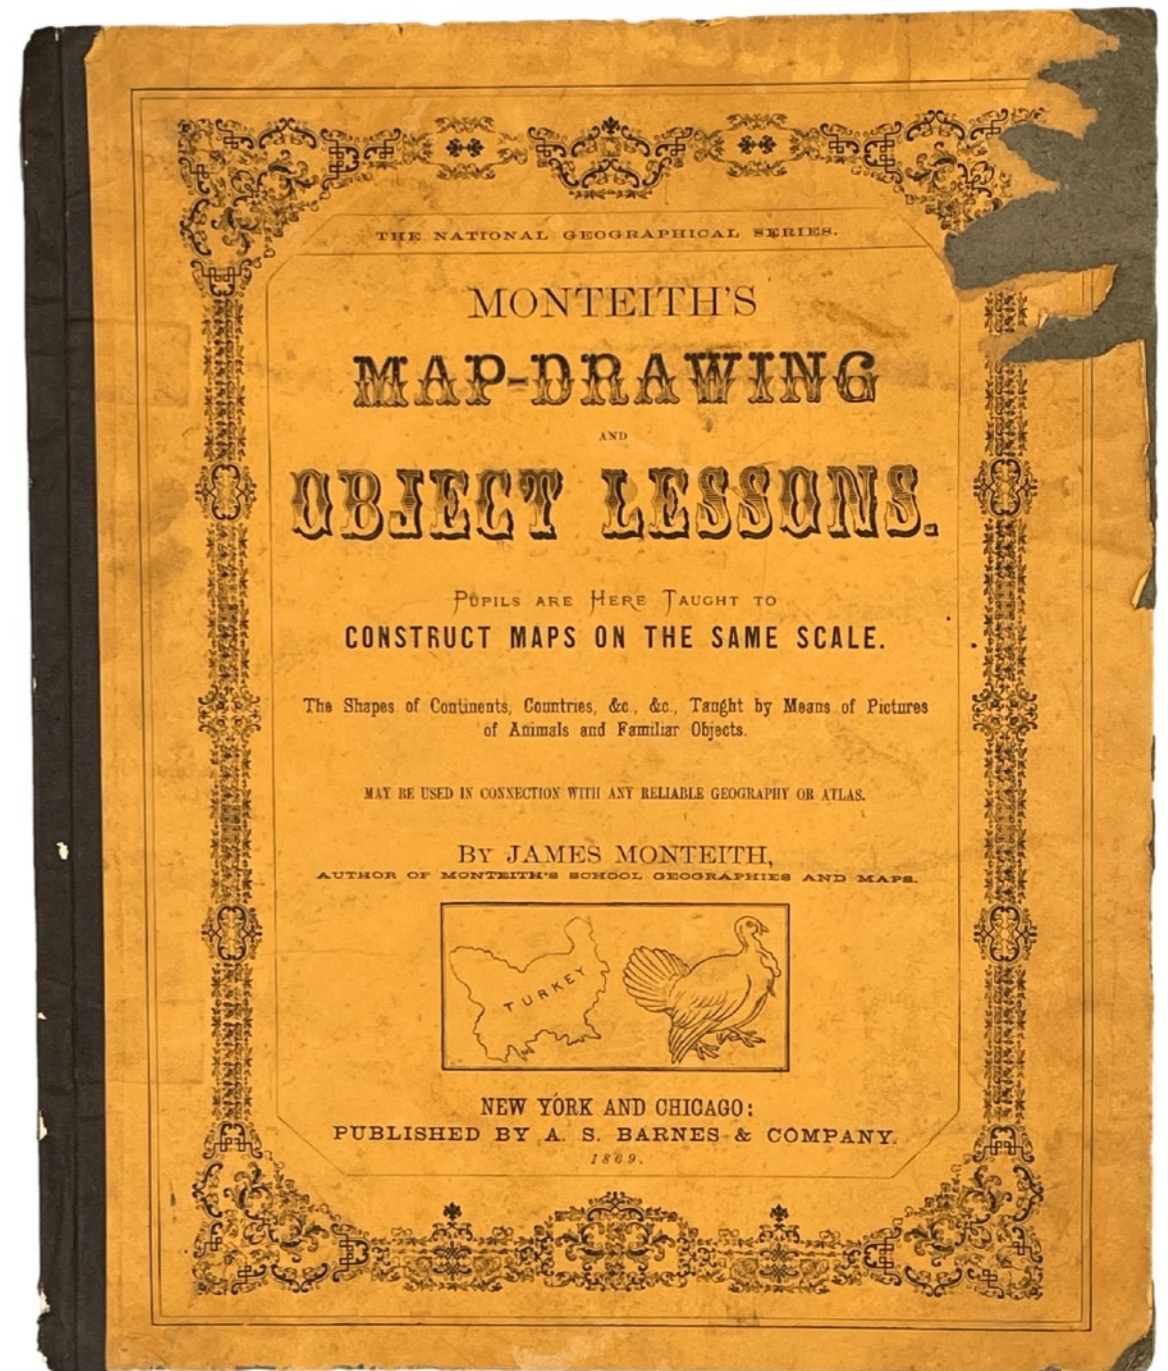 THE NATIONAL GEOGRAPHICAL SERIES.
MONTEITH'S
MAP-DRAWING
AND
OBJECT LESSONS.
PUPILS ARE HERE TAUGHT TO
CONSTRUCT MAPS ON THE SAME SCALE.
The Shapes of Continents, Countries, &c., &c., Taught by Means of Pictures
of Animals and Familiar Objects.
MAY BE USED IN CONNECTION WITH ANY RELIABLE GEOGRAPHY OR ATLAS.
BY JAMES MONTEITH,
AUTHOR OF MONTEITH'S SCHOOL GEOGRAPHIES AND MAPS.
TURKEY
NEW YORK AND CHICAGO:
PUBLISHED BY A. S. BARNES & COMPANY.
1869.